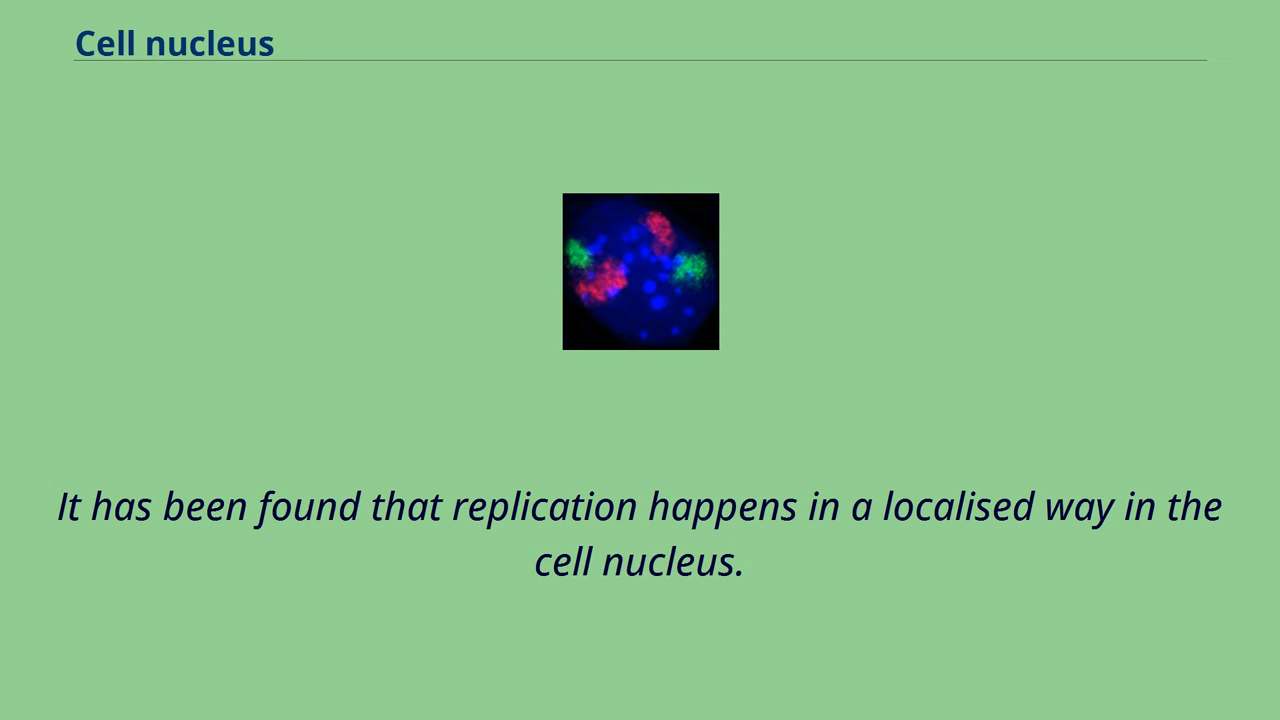 Cell nucleus
It has been found that replication happens in a localised way in the
cell nucleus.